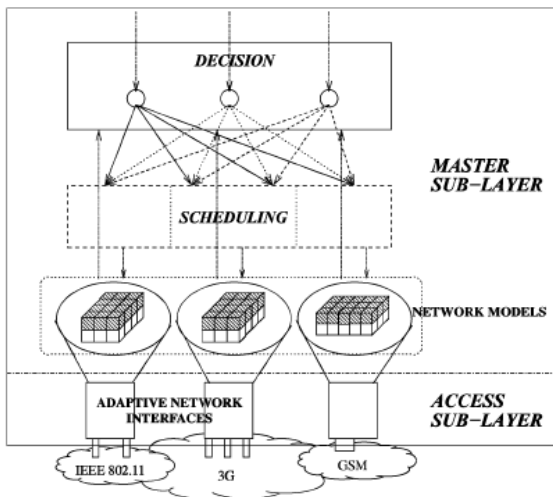 DECISION
MASTER
SUB-LAYER
SCHEDULING
NETWORK MODELS
ADAPTIVE NETWORK
INTERFACES
ACCESS
SUB-LAYER
IEEE 802.11
3G
GSM